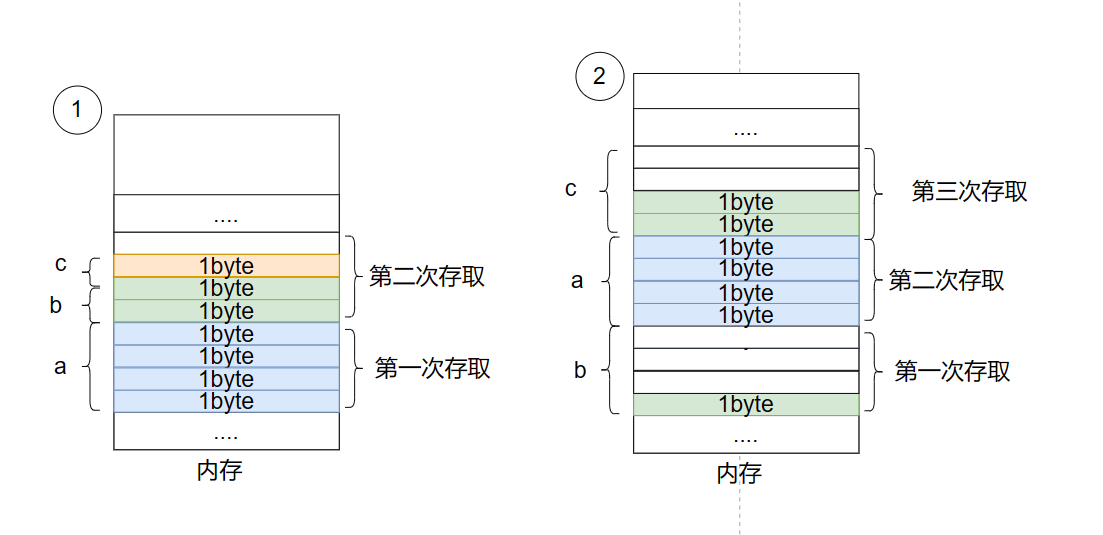 1
....
c
1byte
1byte
b
1byte
第二次存取
1byte
1byte
a
1byte
1byte
第一次存取
....
内存
2
....
c
1byte
1byte
第三次存取
1byte
1byte
a
1byte
1byte
第二次存取
b
第一次存取
1byte
....
内存